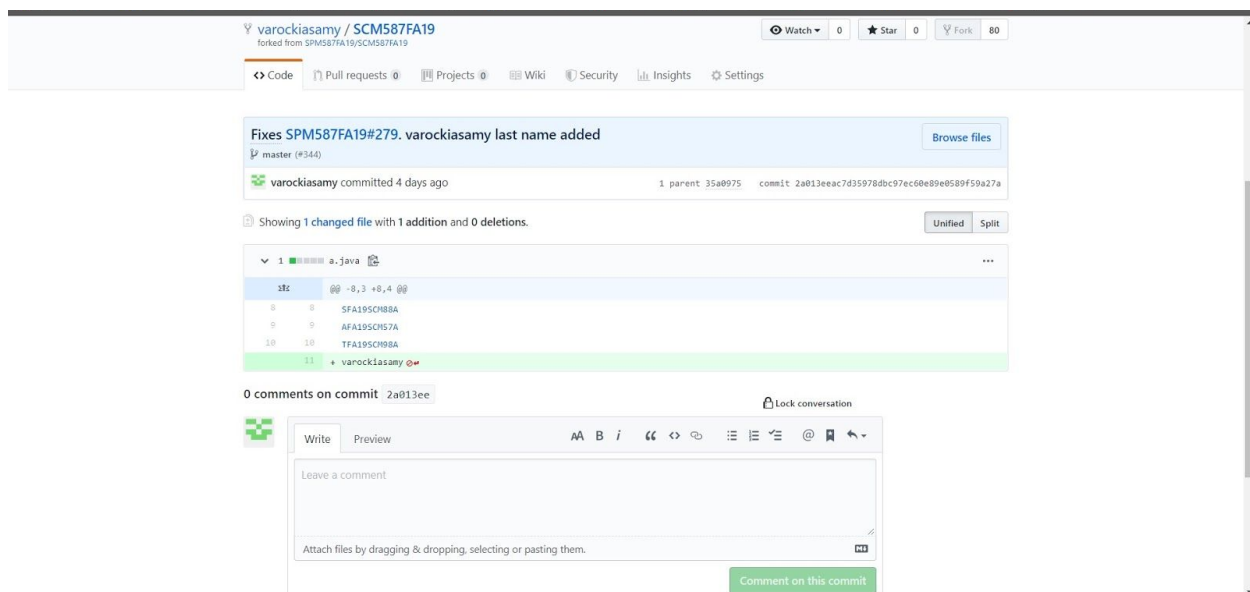 varockiasamy / SCM587FA19
forked from SPM587FA19/SCM587FA19
Watch 0 Star 0 Fork 80
Code Pull requests 0 Projects 0 Wiki Security Insights Settings
Fixes SPM587FA19#279. varockiasamy last name added
Browse files
master (#344)
varockiasamy committed 4 days ago 1 parent 35a0975 commit 2a013eeac7d35978dbc97ec60e89e0589f59a27a
Showing 1 changed file with 1 addition and 0 deletions.
Unified Split
1 a.java ...
@@ -8,3 +8,4 @@
8 8 SFA19SCM88A
9 9 AFA19SCM57A
10 10 TFA19SCM98A
11 + varockiasamy
0 comments on commit 2a013ee
Lock conversation
Write Preview AA B i “ <> @
Leave a comment
Attach files by dragging & dropping, selecting or pasting them.
Comment on this commit